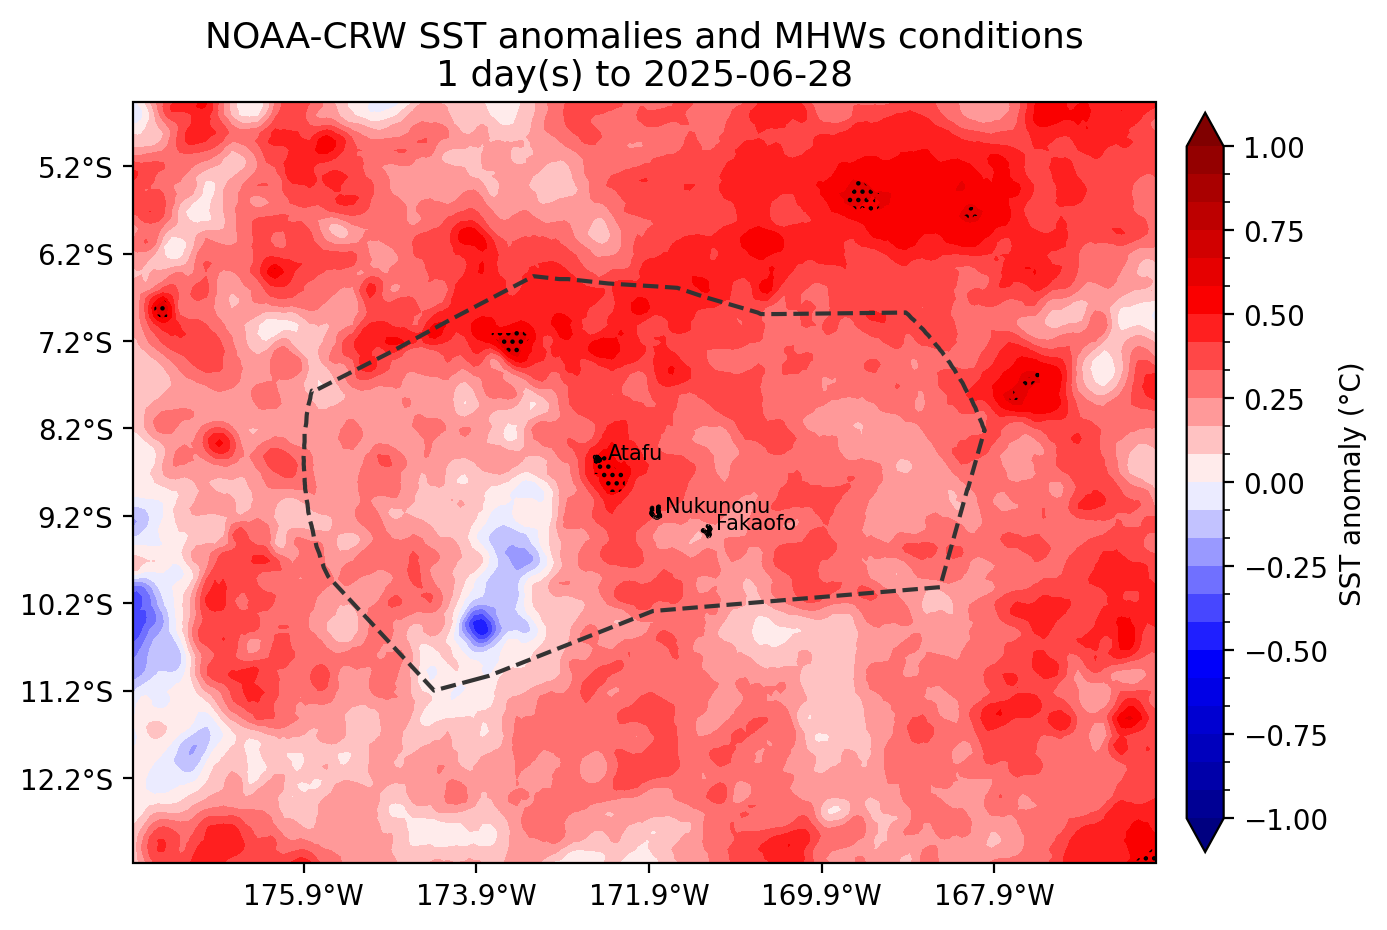 NOAA-CRW SST anomalies and MHWs conditions
1 day(s) to 2025-06-28
5.2°S
6.2°S
7.2°S
8.2°S
9.2°S
10.2°S
11.2°S
12.2°S
Atafu
Nukunonu
Fakaofo
175.9°W
173.9°W
171.9°W
169.9°W
167.9°W
1.00
0.75
0.50
0.25
0.00
−0.25
−0.50
−0.75
−1.00
SST anomaly (°C)